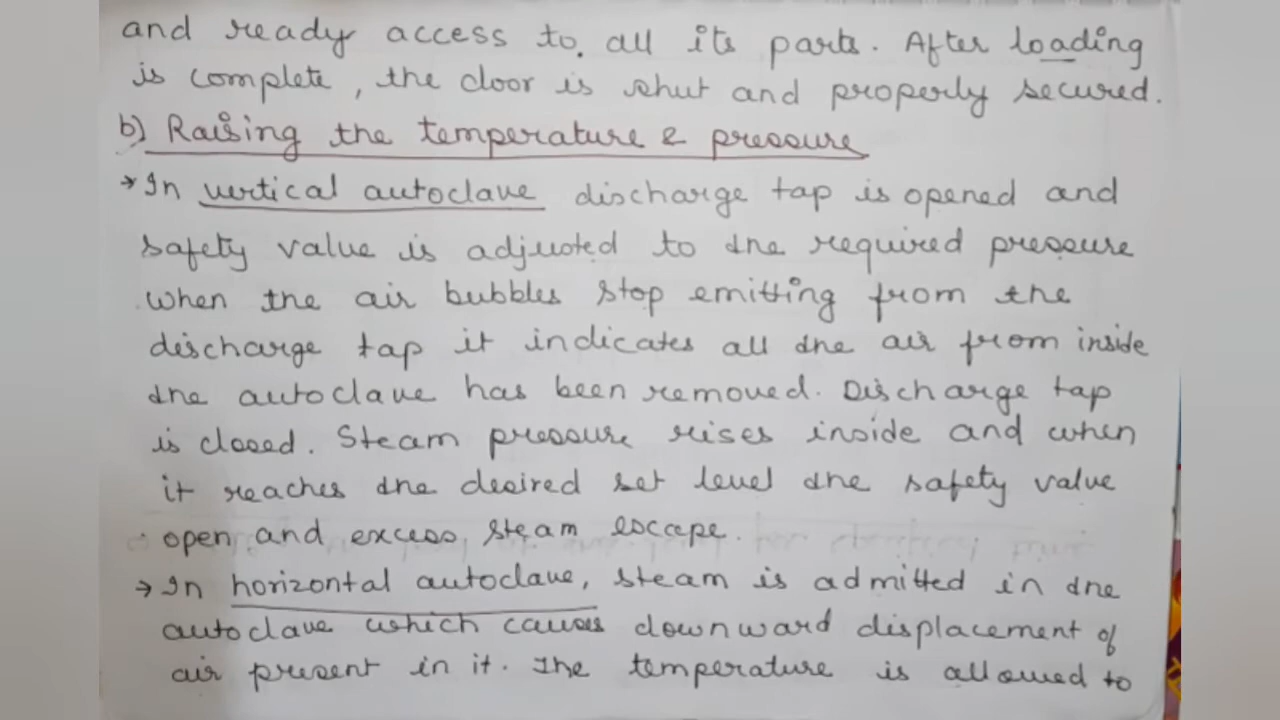 and ready access to all its parts. After loading
is complete, the door is shut and properly secured.
b) Raising the temperature & pressure
→ In vertical autoclave discharge tap is opened and
safety value is adjusted to the required pressure
when the air bubbles stop emitting from the
discharge tap it indicates all the air from inside
the autoclave has been removed. Discharge tap
is closed. Steam pressure rises inside and when
it reaches the desired set level the safety value
open and excess steam escape.
→ In horizontal autoclave, steam is admitted in the
autoclave which causes downward displacement of
air present in it. The temperature is allowed to